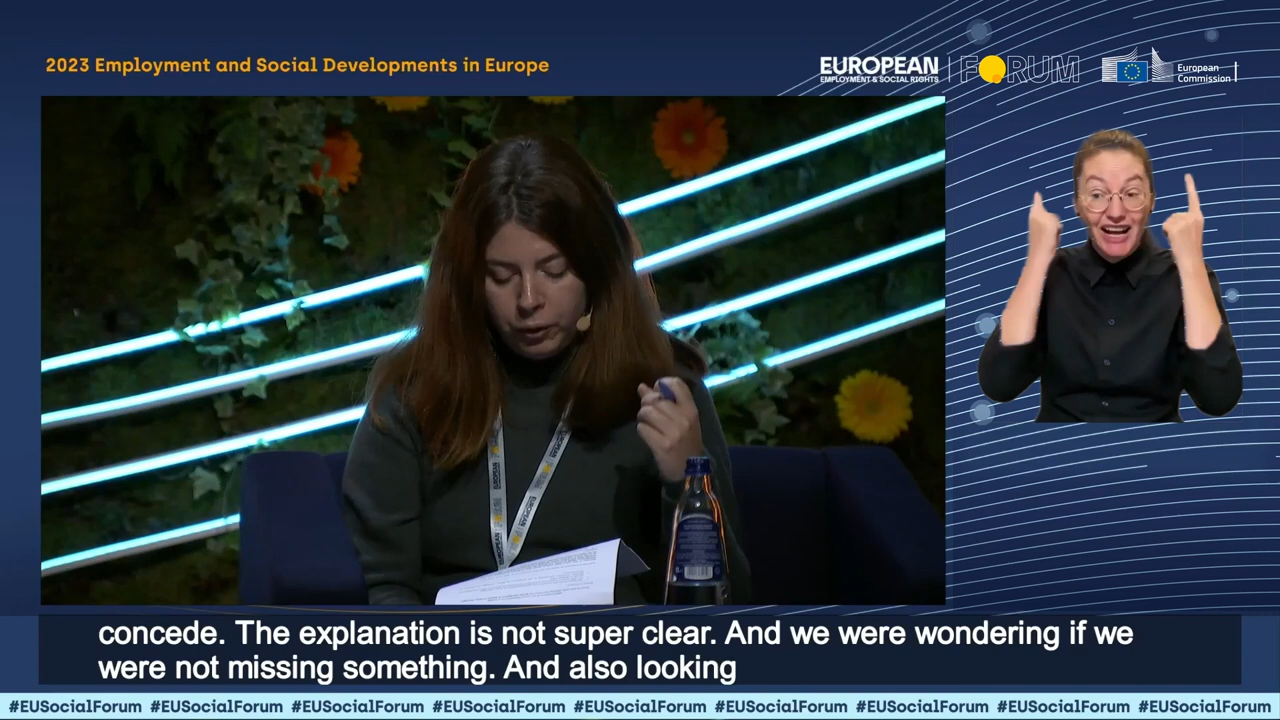 2023 Employment and Social Developments in Europe
EUROPEAN
EMPLOYMENT & SOCIAL RIGHTS
FORUM
European
Commission
EUROPEAN
EUROPEAN
concede. The explanation is not super clear. And we were wondering if we
were not missing something. And also looking
#EUSocialForum #EUSocialForum #EUSocialForum #EUSocialForum #EUSocialForum #EUSocialForum #EUSocialForum #EUSocialForum #EUSocialForum